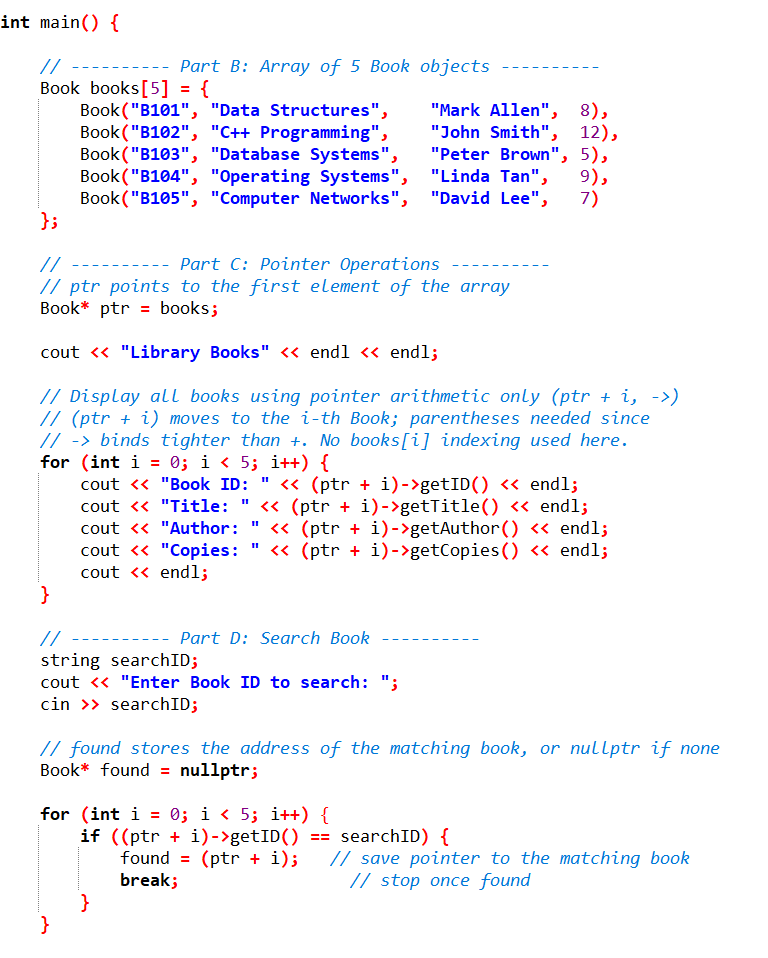 int main() {
// ---------- Part B: Array of 5 Book objects ----------
Book books[5] = {
Book("B101", "Data Structures",    "Mark Allen",  8),
Book("B102", "C++ Programming",    "John Smith",  12),
Book("B103", "Database Systems",   "Peter Brown", 5),
Book("B104", "Operating Systems",  "Linda Tan",   9),
Book("B105", "Computer Networks",  "David Lee",   7)
};
// ---------- Part C: Pointer Operations ----------
// ptr points to the first element of the array
Book* ptr = books;
cout << "Library Books" << endl << endl;
// Display all books using pointer arithmetic only (ptr + i, ->)
// (ptr + i) moves to the i-th Book; parentheses needed since
// -> binds tighter than +. No books[i] indexing used here.
for (int i = 0; i < 5; i++) {
cout << "Book ID: " << (ptr + i)->getID() << endl;
cout << "Title: " << (ptr + i)->getTitle() << endl;
cout << "Author: " << (ptr + i)->getAuthor() << endl;
cout << "Copies: " << (ptr + i)->getCopies() << endl;
cout << endl;
}
// ---------- Part D: Search Book ----------
string searchID;
cout << "Enter Book ID to search: ";
cin >> searchID;
// found stores the address of the matching book, or nullptr if none
Book* found = nullptr;
for (int i = 0; i < 5; i++) {
if ((ptr + i)->getID() == searchID) {
found = (ptr + i);   // save pointer to the matching book
break;                 // stop once found
}
}